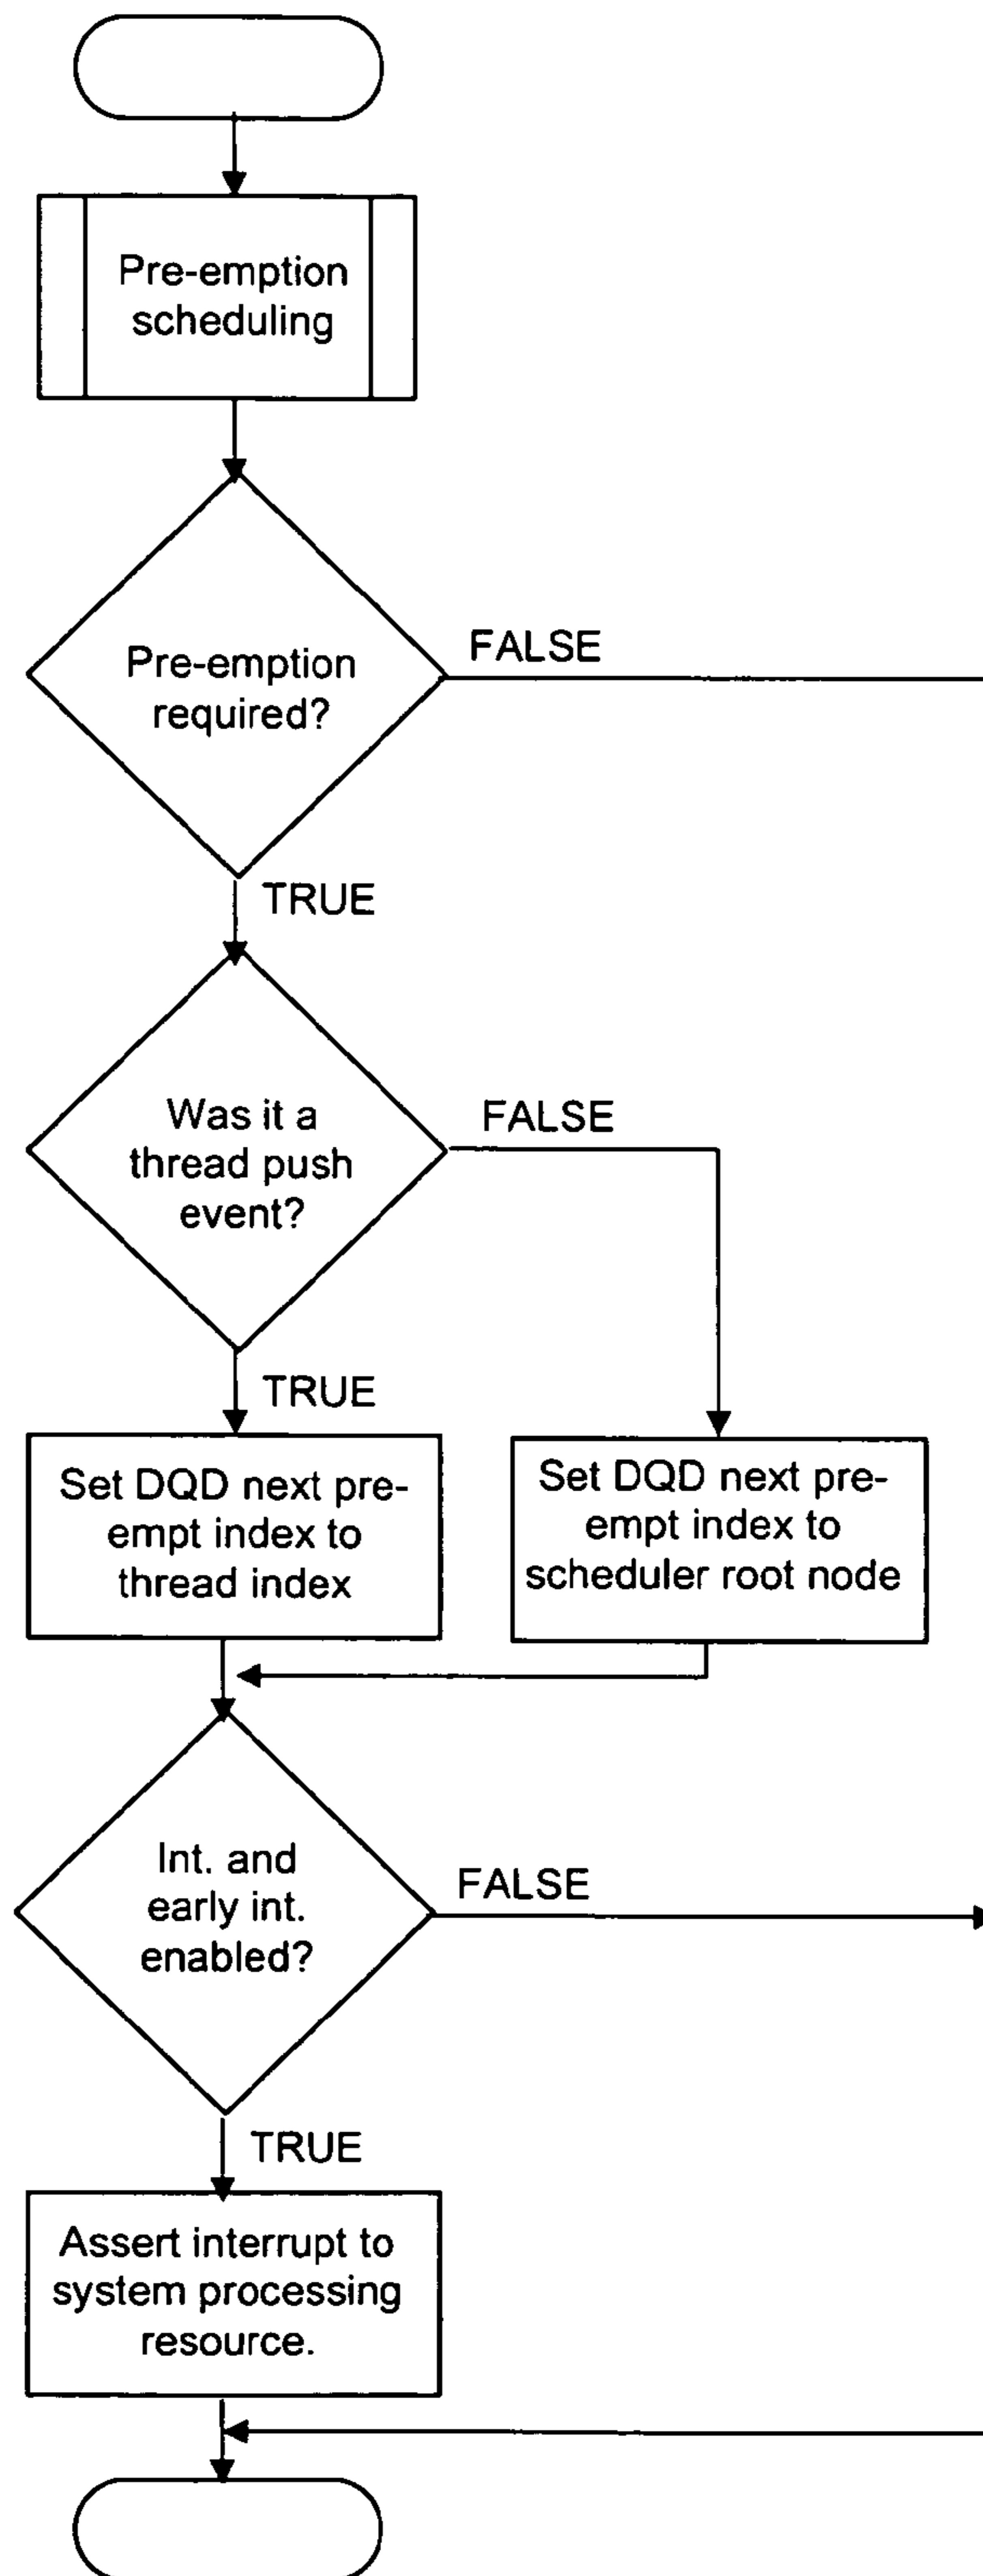 Pre-emption
scheduling
Pre-emption
required?
FALSE
TRUE
Was it a
thread push
event?
FALSE
TRUE
Set DQD next pre-
empt index to
thread index
Set DQD next pre-
empt index to
scheduler root node
Int. and
early int.
enabled?
FALSE
TRUE
Assert interrupt to
system processing
resource.